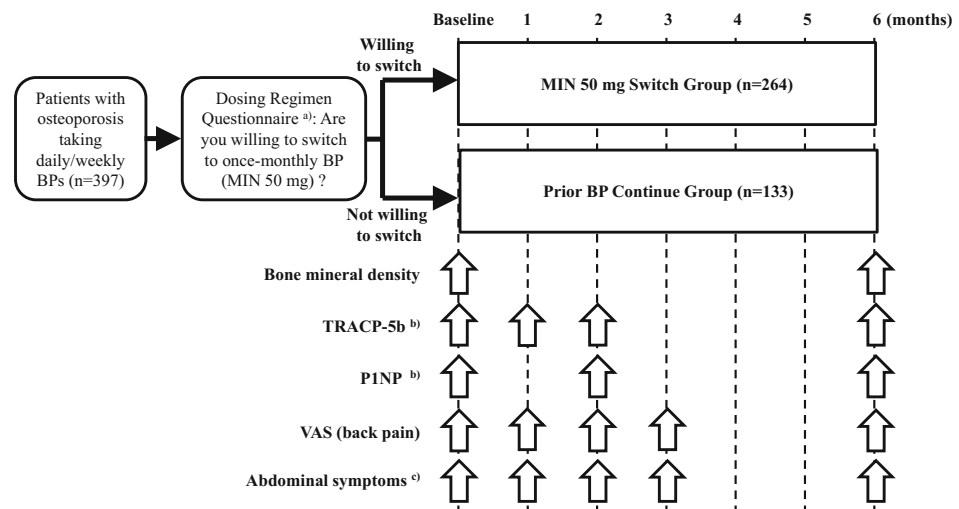 Baseline 1 2 3 4 5 6 (months)
Willing
to switch
MIN 50 mg Switch Group (n=264)
Patients with
osteoporosis
taking
daily/weekly
BPs (n=397)
Dosing Regimen
Questionnaire a): Are
you willing to switch
to once-monthly BP
(MIN 50 mg) ?
Prior BP Continue Group (n=133)
Not willing
to switch
Bone mineral density
TRACP-5b b)
P1NP b)
VAS (back pain)
Abdominal symptoms c)